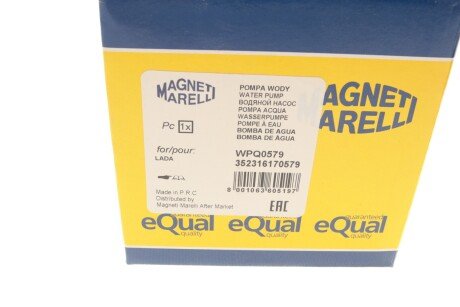 MAGNETI
MARELLI
Pc 1x
for/pour:
LADA
Made in P.R.C
Distributed by
Magneti Marelli After Market
POMPA WODY
WATER PUMP
ВОДЯНОЙ НАСОС
POMPA ACQUA
WASSERPUMPE
POMPE À EAU
BOMBA DE AGUA
BOMBA DE ÁGUA
WPQ0579
352316170579
8 001063 605197
EAC
MAGNETI
MARELLI
eQual
quality
eQual
quality
guaranteed
eQual
quality